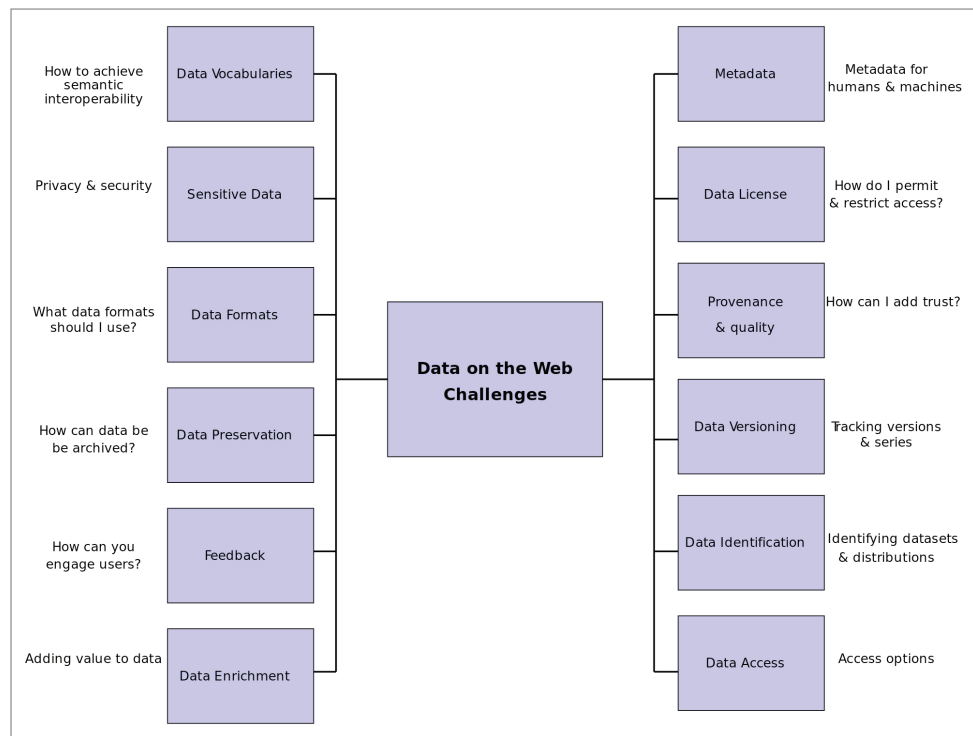 How to achieve
semantic
interoperability
Data Vocabularies
Privacy & security
Sensitive Data
What data formats
should I use?
Data Formats
How can data be
be archived?
Data Preservation
How can you
engage users?
Feedback
Adding value to data
Data Enrichment
Data on the Web
Challenges
Metadata
Metadata for
humans & machines
Data License
How do I permit
& restrict access?
Provenance
& quality
How can I add trust?
Data Versioning
Tracking versions
& series
Data Identification
Identifying datasets
& distributions
Data Access
Access options